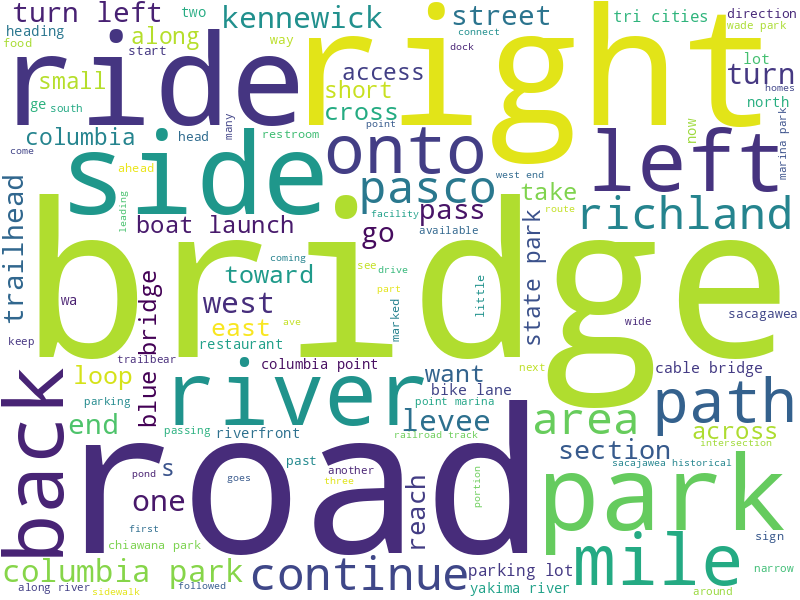 turn left
two
kennewick
street
tri cities
direction
heading
along
way
connect
wade park
food
start
ride
right
dock
turn
small
access
lot
homes
short
ge
south
cross
north
columbia
head
many
restroom
point
onto
left
now
marina park
come
side
ahead
west end
pasco
take
trailhead
leading
boat launch
go
pass
facility
available
route
richland
state park
bridge
blue bridge
toward
coming
see
drive
wa
west
part
little
marked
sacagawea
east
ave
wide
keep
restaurant
trailbear
columbia point
next
cable bridge
loop
river
want
bike lane
path
back
parking
levee
point marina
area
end
passing
riverfront
railroad track
across
intersection
road
section
s
past
another
sacajawea historical
pond
goes
three
reach
portion
park
one
first
sign
chiawana park
mile
columbia park
continue
parking lot
narrow
along river
sidewalk
followed
yakima river
around